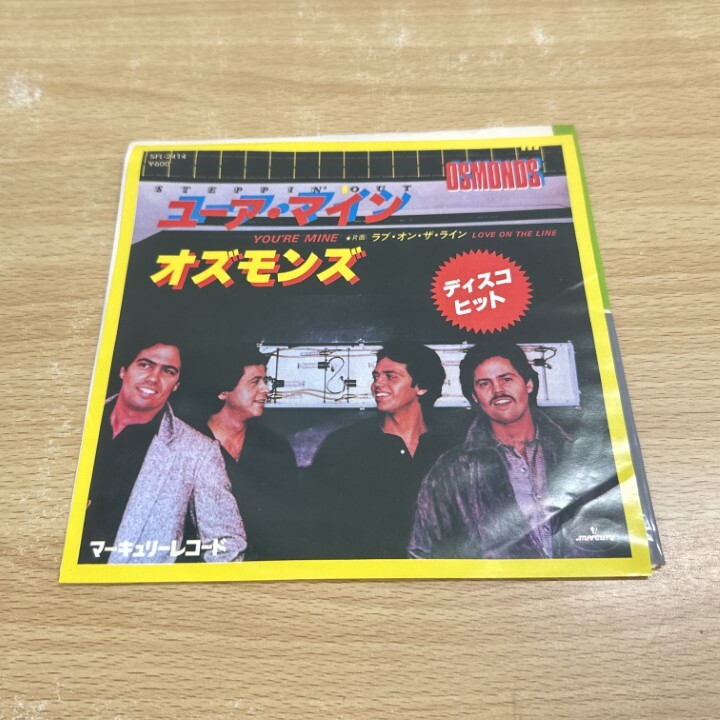 SFL-2414
¥600
OSMONDS
STEPPIN' OUT
ユーア・マイン
YOU'RE MINE ●片面 ラブ・オン・ザ・ライン LOVE ON THE LINE
オズモンズ
ディスコ
ヒット
マーキュリーレコード
mercury